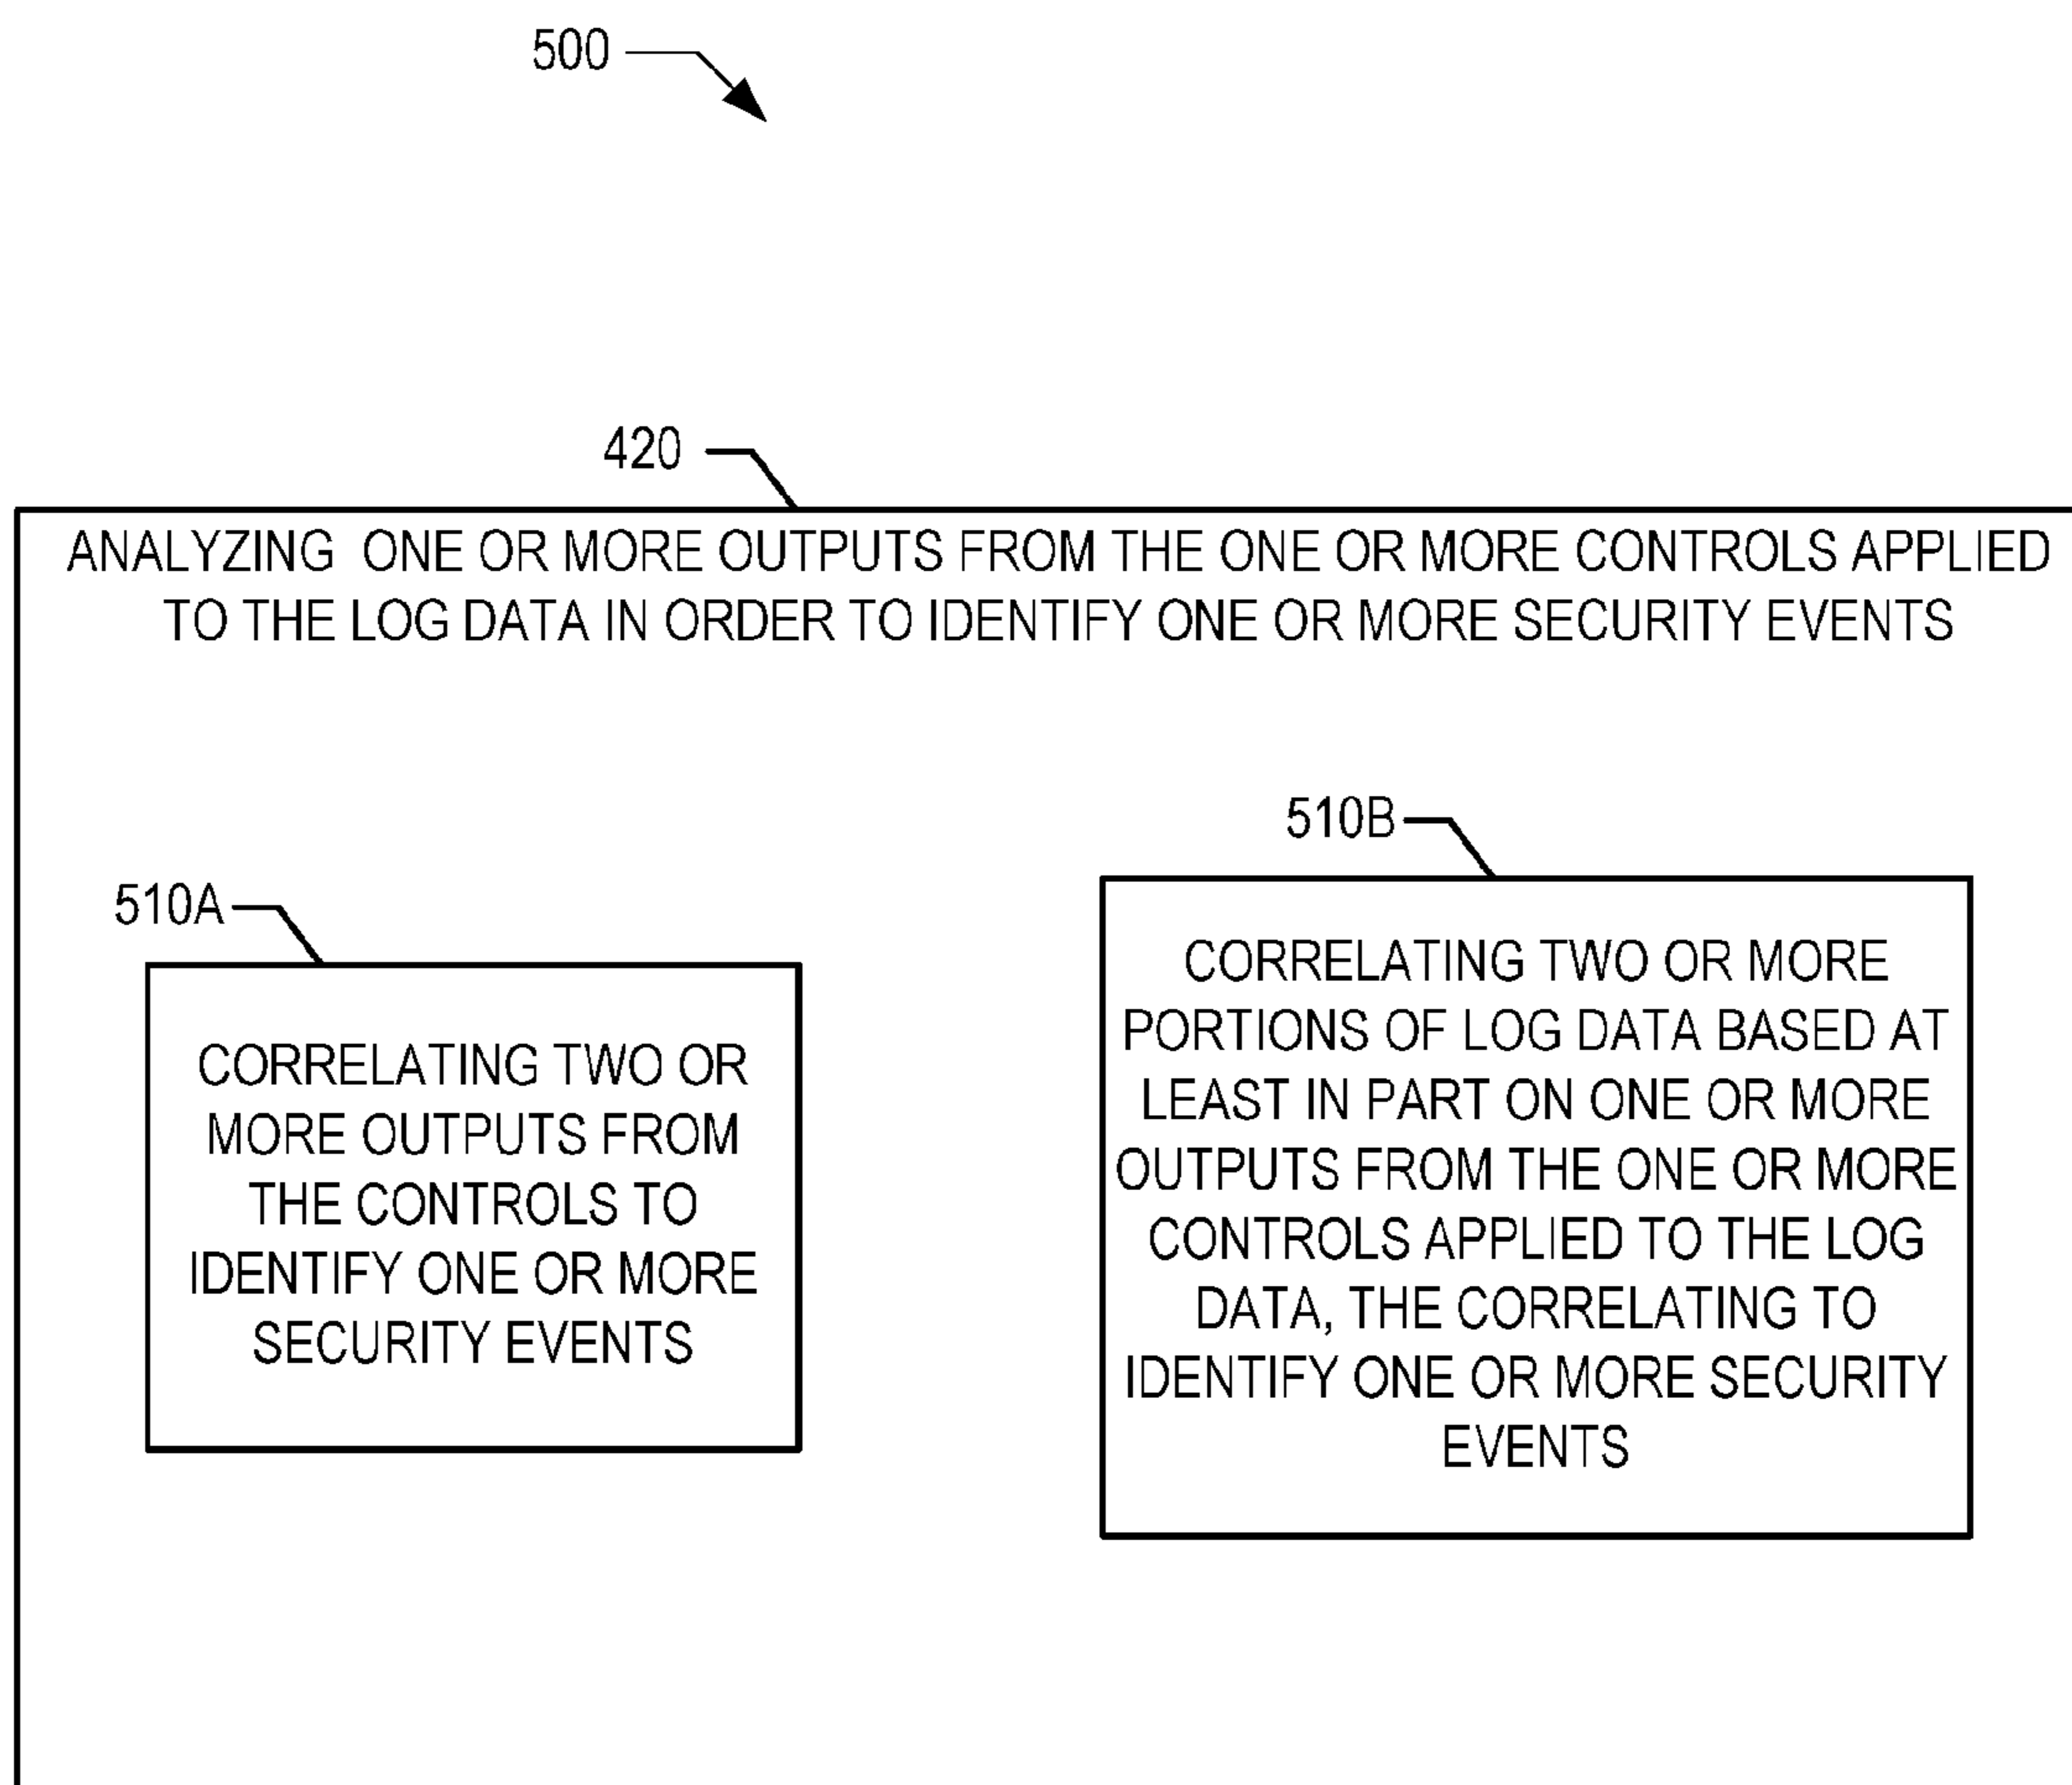 500
420
ANALYZING ONE OR MORE OUTPUTS FROM THE ONE OR MORE CONTROLS APPLIED
TO THE LOG DATA IN ORDER TO IDENTIFY ONE OR MORE SECURITY EVENTS
510A
CORRELATING TWO OR
MORE OUTPUTS FROM
THE CONTROLS TO
IDENTIFY ONE OR MORE
SECURITY EVENTS
510B
CORRELATING TWO OR MORE
PORTIONS OF LOG DATA BASED AT
LEAST IN PART ON ONE OR MORE
OUTPUTS FROM THE ONE OR MORE
CONTROLS APPLIED TO THE LOG
DATA, THE CORRELATING TO
IDENTIFY ONE OR MORE SECURITY
EVENTS